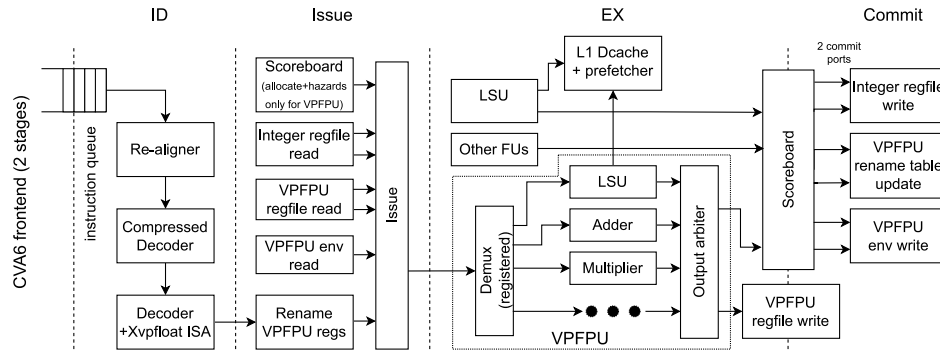 ID
Issue
EX
Commit
CVA6 frontend (2 stages)
instruction queue
Re-aligner
Compressed
Decoder
Decoder
+Xvpfloat ISA
Scoreboard
(allocate+hazards
only for VPFPU)
Integer regfile
read
VPFPU
regfile read
VPFPU env
read
Rename
VPFPU regs
Issue
LSU
L1 Dcache
+ prefetcher
Other FUs
Demux
(registered)
LSU
Adder
Multiplier
Output arbiter
VPFPU
Scoreboard
2 commit
ports
Integer regfile
write
VPFPU
rename table
update
VPFPU
env write
VPFPU
regfile write